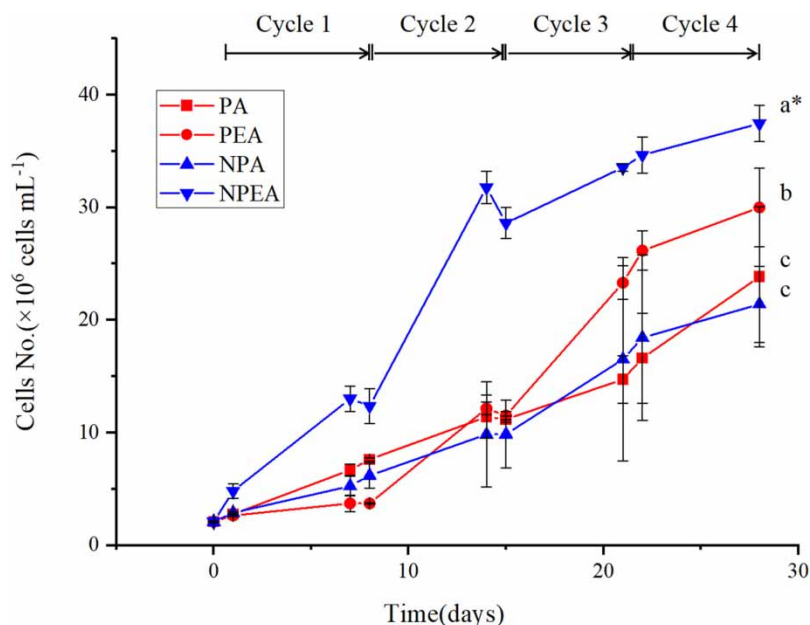 Cycle 1 Cycle 2 Cycle 3 Cycle 4
PA
PEA
NPA
NPEA
a*
b
c
c
Cells No.(×10⁶ cells mL⁻¹)
40
30
20
10
0
0 10 20 30
Time(days)